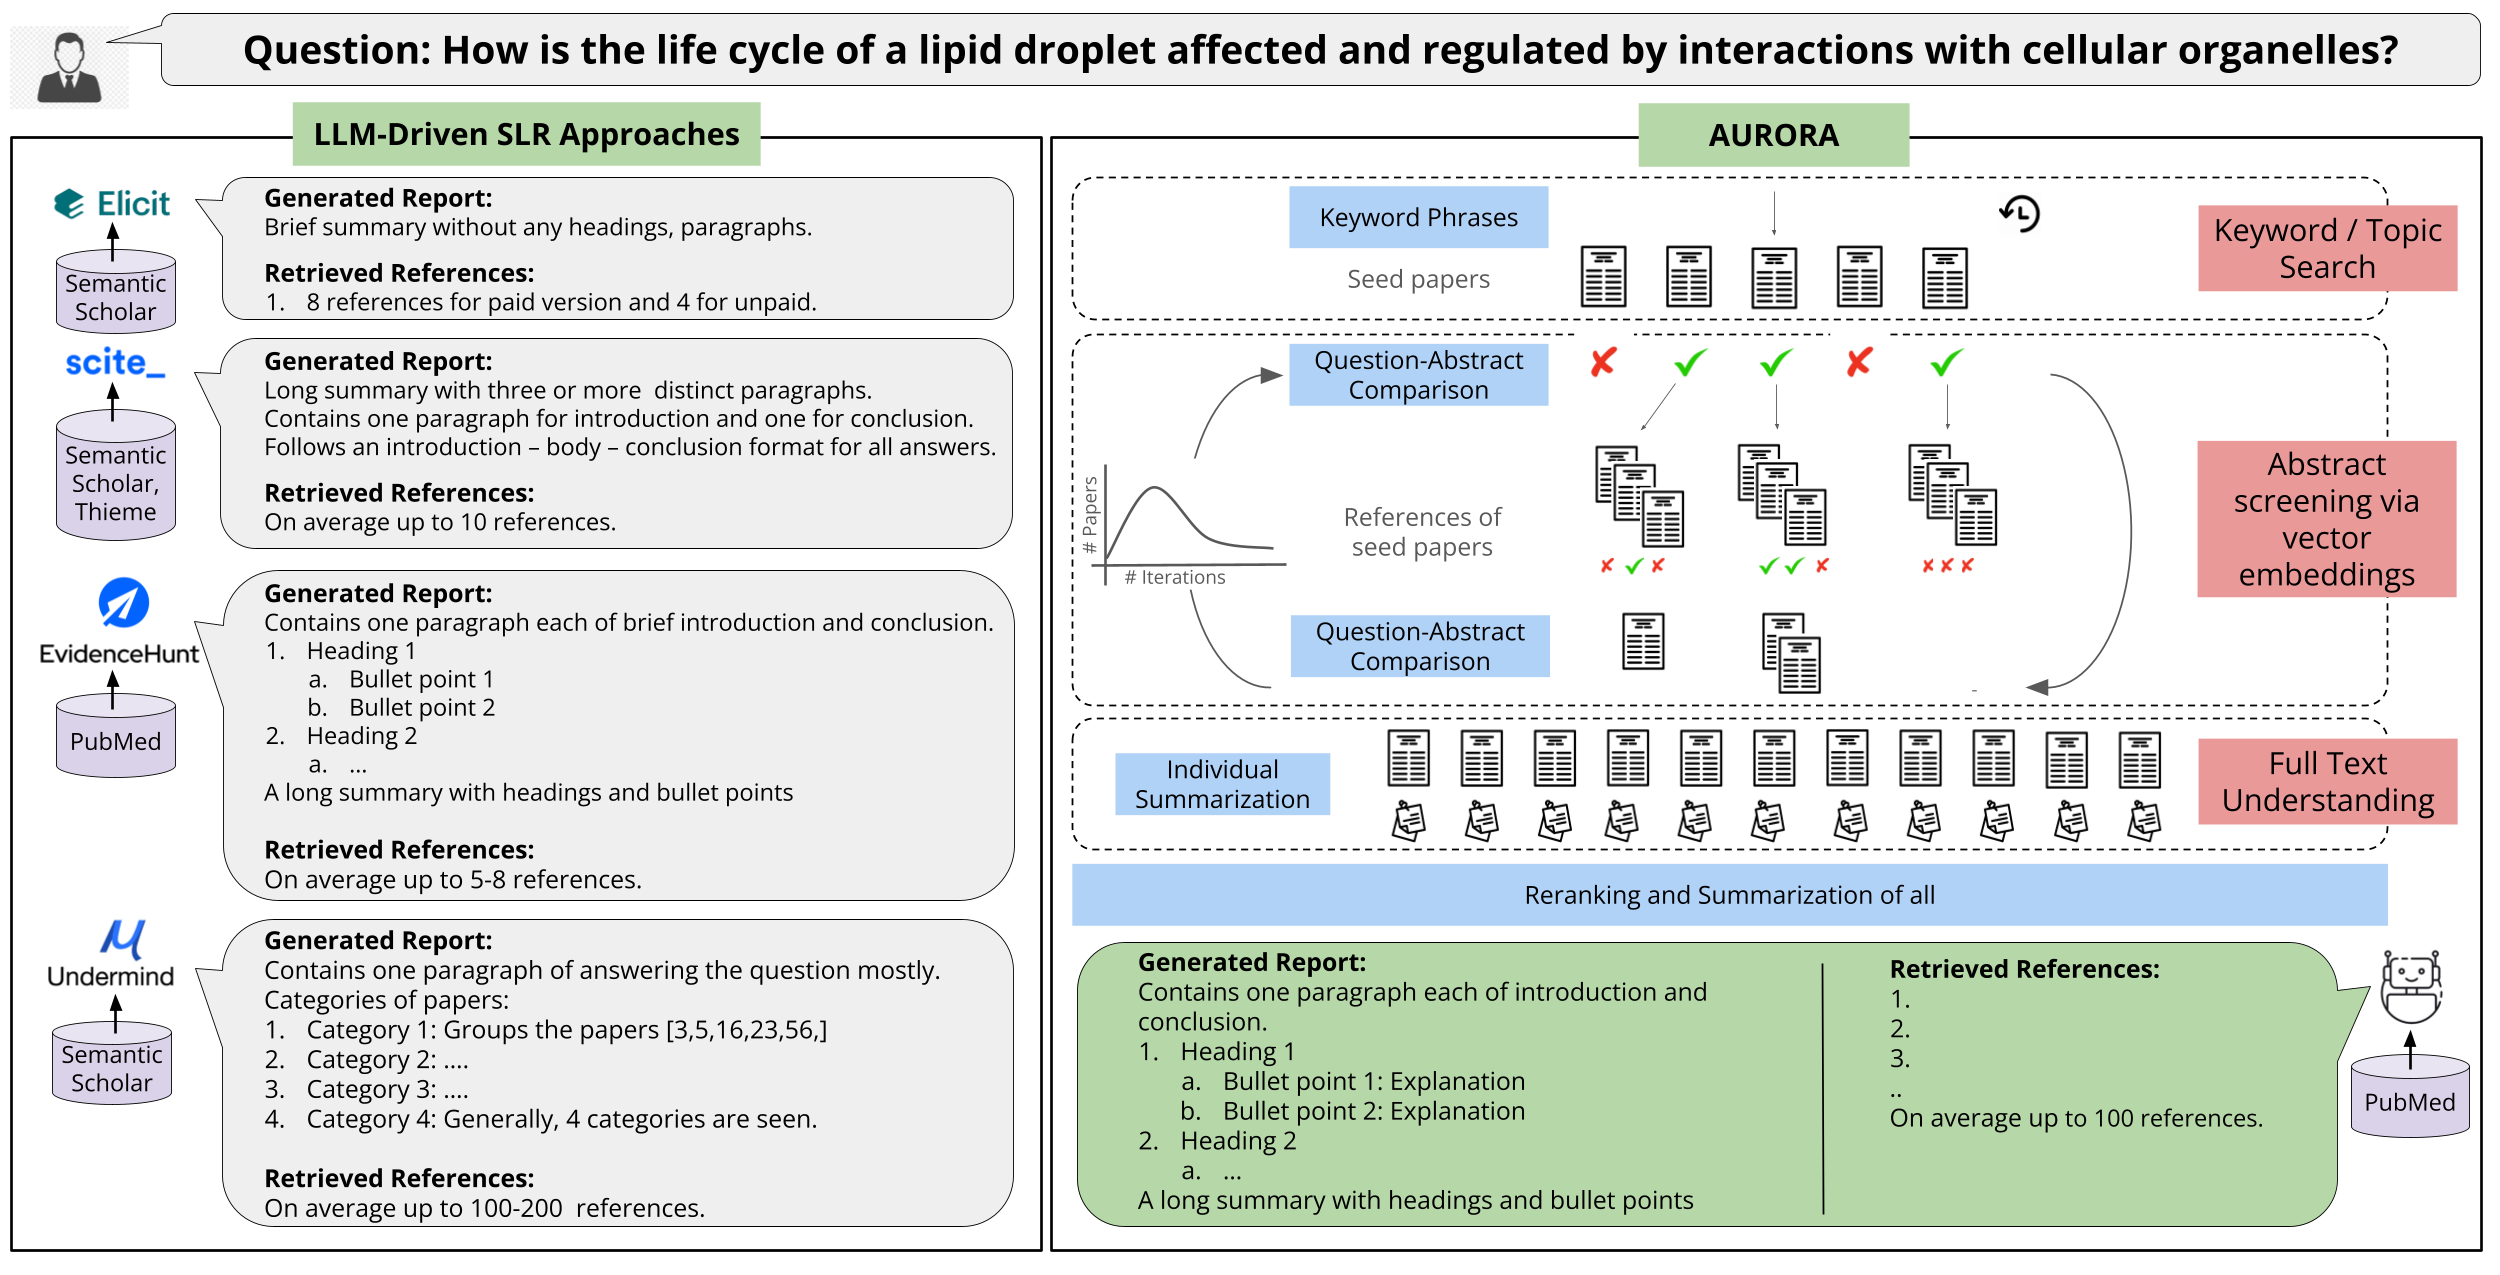 Question: How is the life cycle of a lipid droplet affected and regulated by interactions with cellular organelles?
LLM-Driven SLR Approaches
Elicit
Semantic
Scholar
Generated Report:
Brief summary without any headings, paragraphs.
Retrieved References:
1. 8 references for paid version and 4 for unpaid.
scite_
Semantic
Scholar,
Thieme
Generated Report:
Long summary with three or more distinct paragraphs.
Contains one paragraph for introduction and one for conclusion.
Follows an introduction – body – conclusion format for all answers.
Retrieved References:
On average up to 10 references.
EvidenceHunt
PubMed
Generated Report:
Contains one paragraph each of brief introduction and conclusion.
1. Heading 1
a. Bullet point 1
b. Bullet point 2
2. Heading 2
a. ...
A long summary with headings and bullet points
Retrieved References:
On average up to 5-8 references.
Undermind
Semantic
Scholar
Generated Report:
Contains one paragraph of answering the question mostly.
Categories of papers:
1. Category 1: Groups the papers [3,5,16,23,56,]
2. Category 2: ....
3. Category 3: ....
4. Category 4: Generally, 4 categories are seen.
Retrieved References:
On average up to 100-200 references.
AURORA
Keyword Phrases
Seed papers
Keyword / Topic
Search
Question-Abstract
Comparison
# Papers
# Iterations
References of
seed papers
Question-Abstract
Comparison
Abstract
screening via
vector
embeddings
Individual
Summarization
Full Text
Understanding
Reranking and Summarization of all
Generated Report:
Contains one paragraph each of introduction and
conclusion.
1. Heading 1
a. Bullet point 1: Explanation
b. Bullet point 2: Explanation
2. Heading 2
a. ...
A long summary with headings and bullet points
Retrieved References:
1.
2.
3.
..
On average up to 100 references.
PubMed